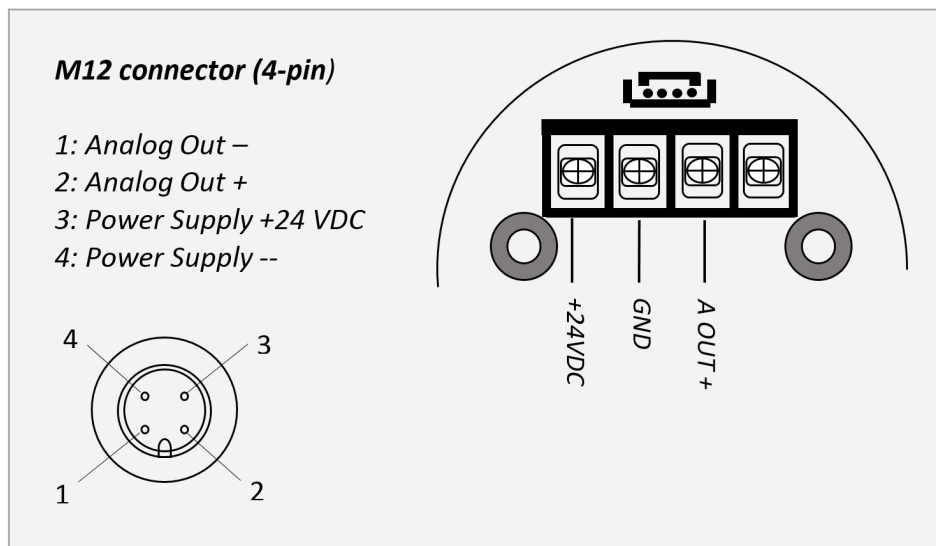 M12 connector (4-pin)
1: Analog Out –
2: Analog Out +
3: Power Supply +24 VDC
4: Power Supply --
4
3
1
2
+24VDC
GND
A OUT +